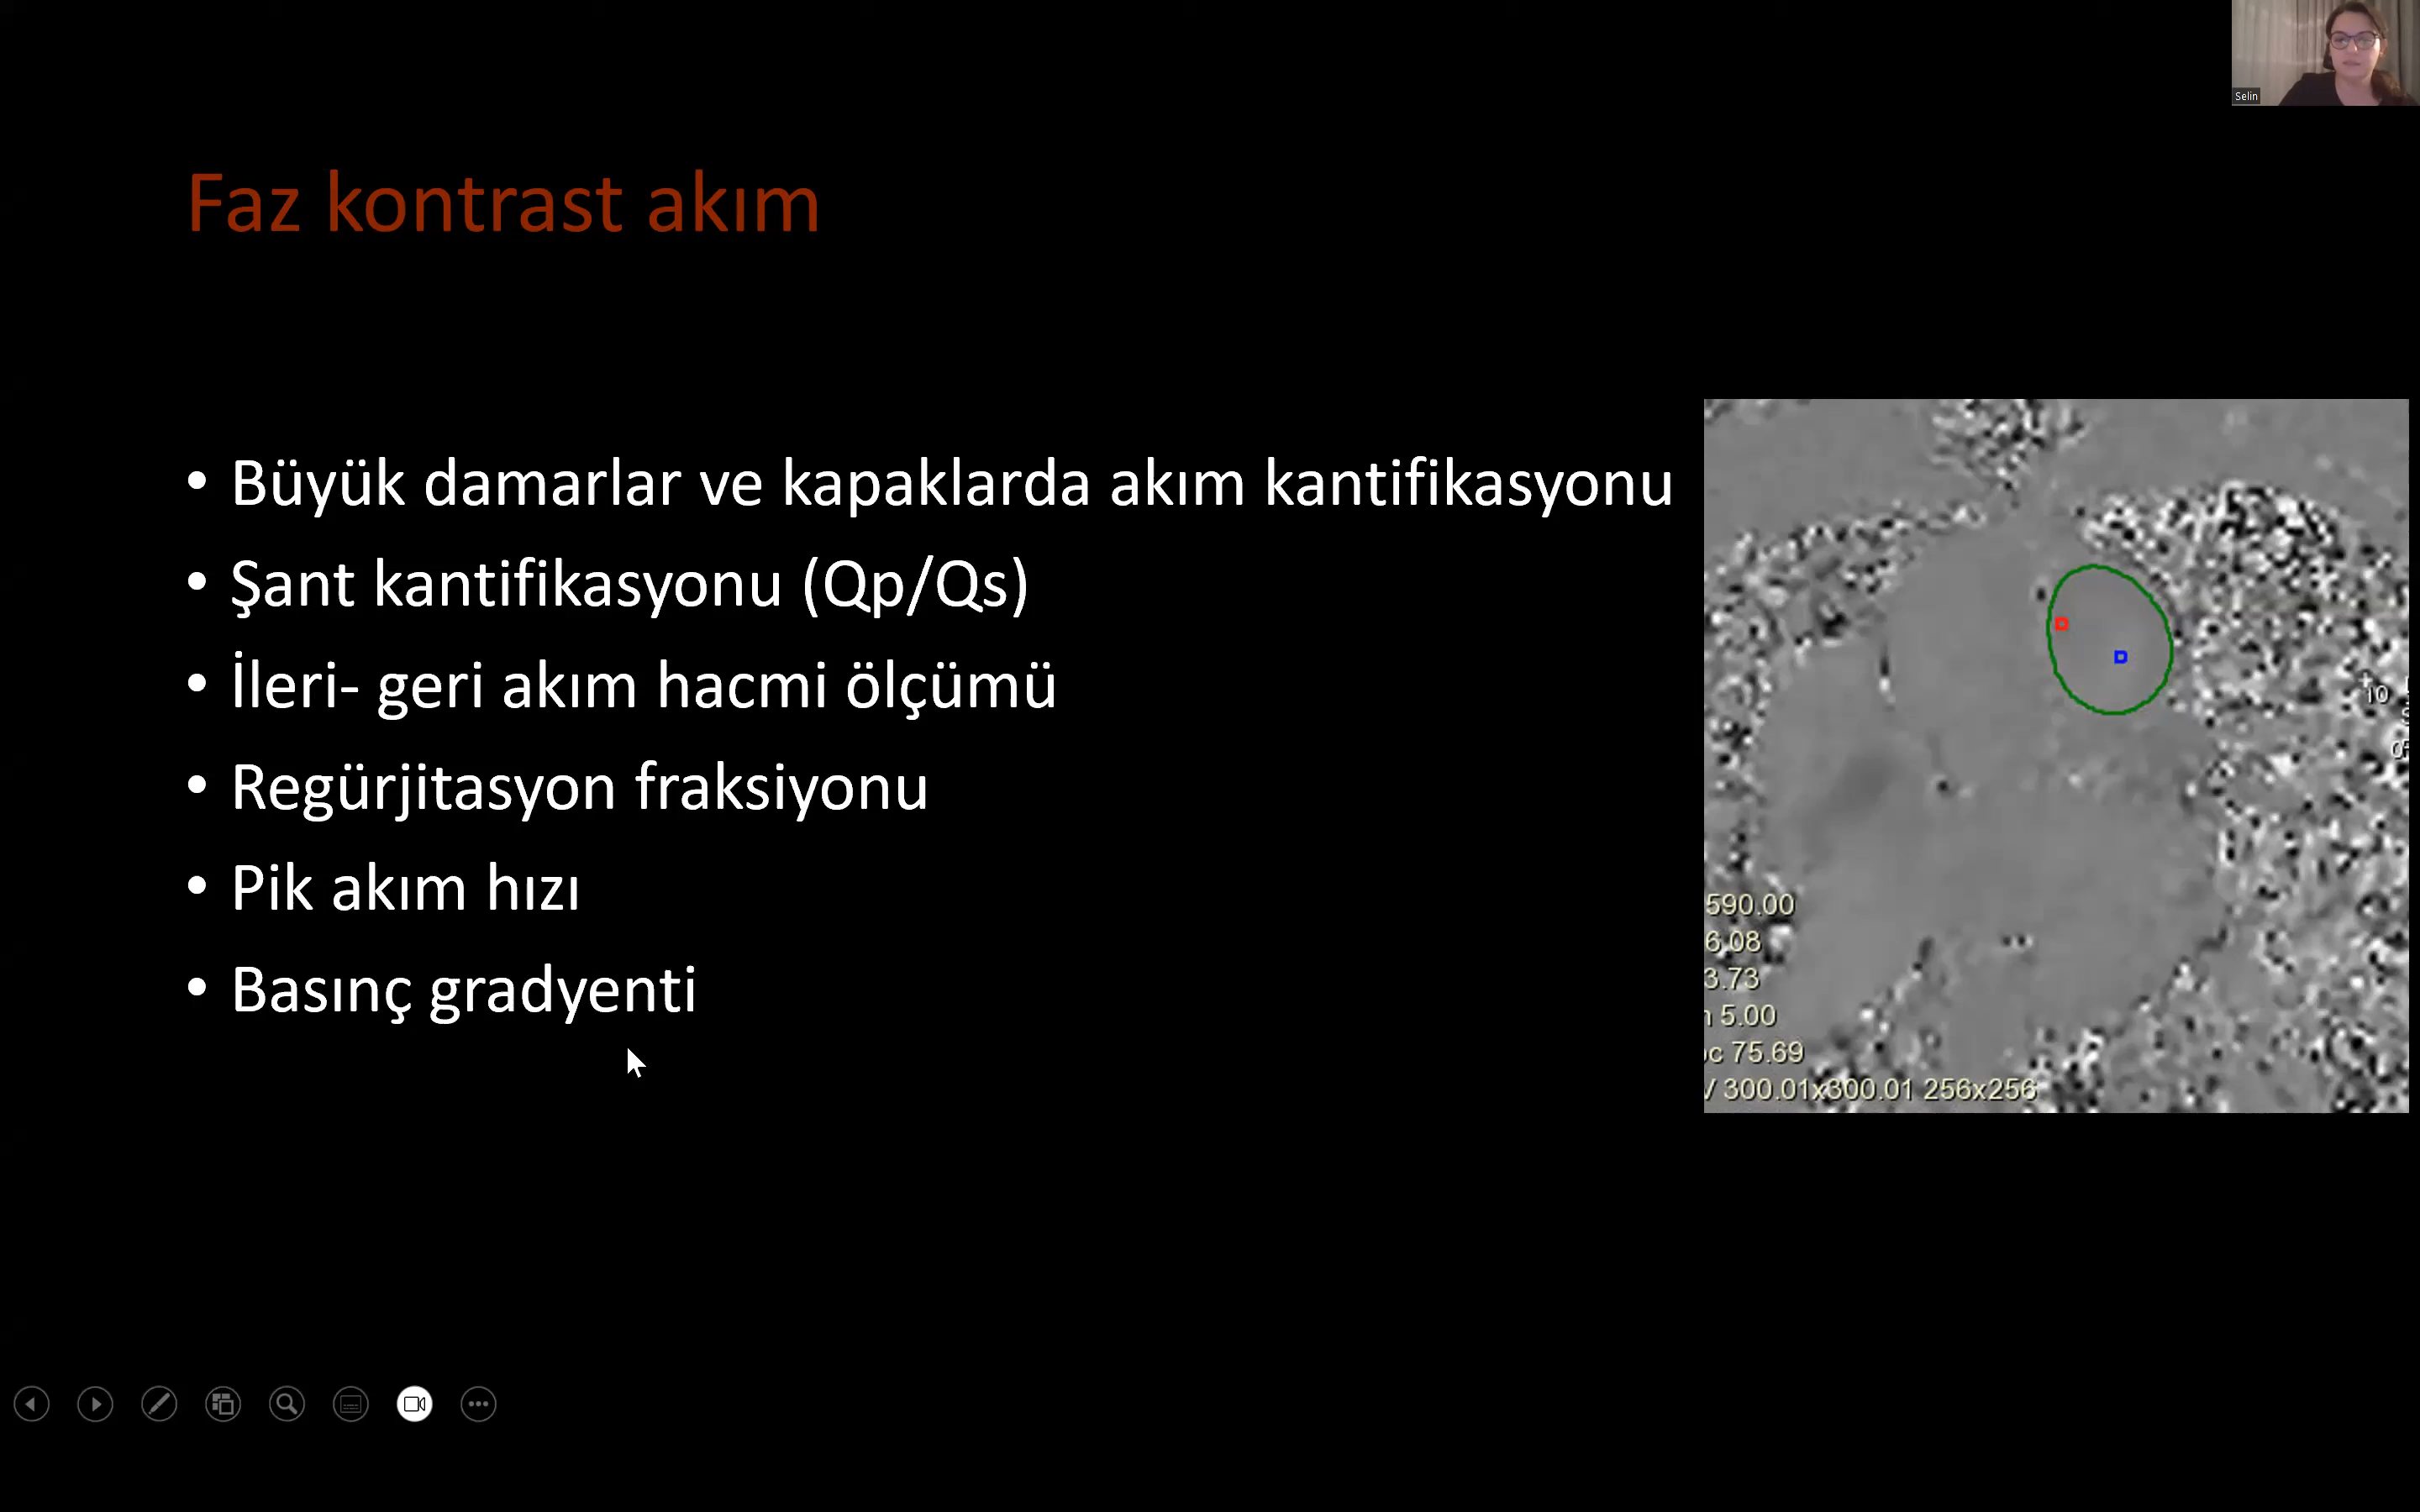 Selin
Faz kontrast akım
• Büyük damarlar ve kapaklarda akım kantifikasyonu
• Şant kantifikasyonu (Qp/Qs)
• İleri- geri akım hacmi ölçümü
• Regürjitasyon fraksiyonu
• Pik akım hızı
• Basınç gradyenti
10
590.00
6.08
3.73
5.00
75.69
300.01x300.01 256x256